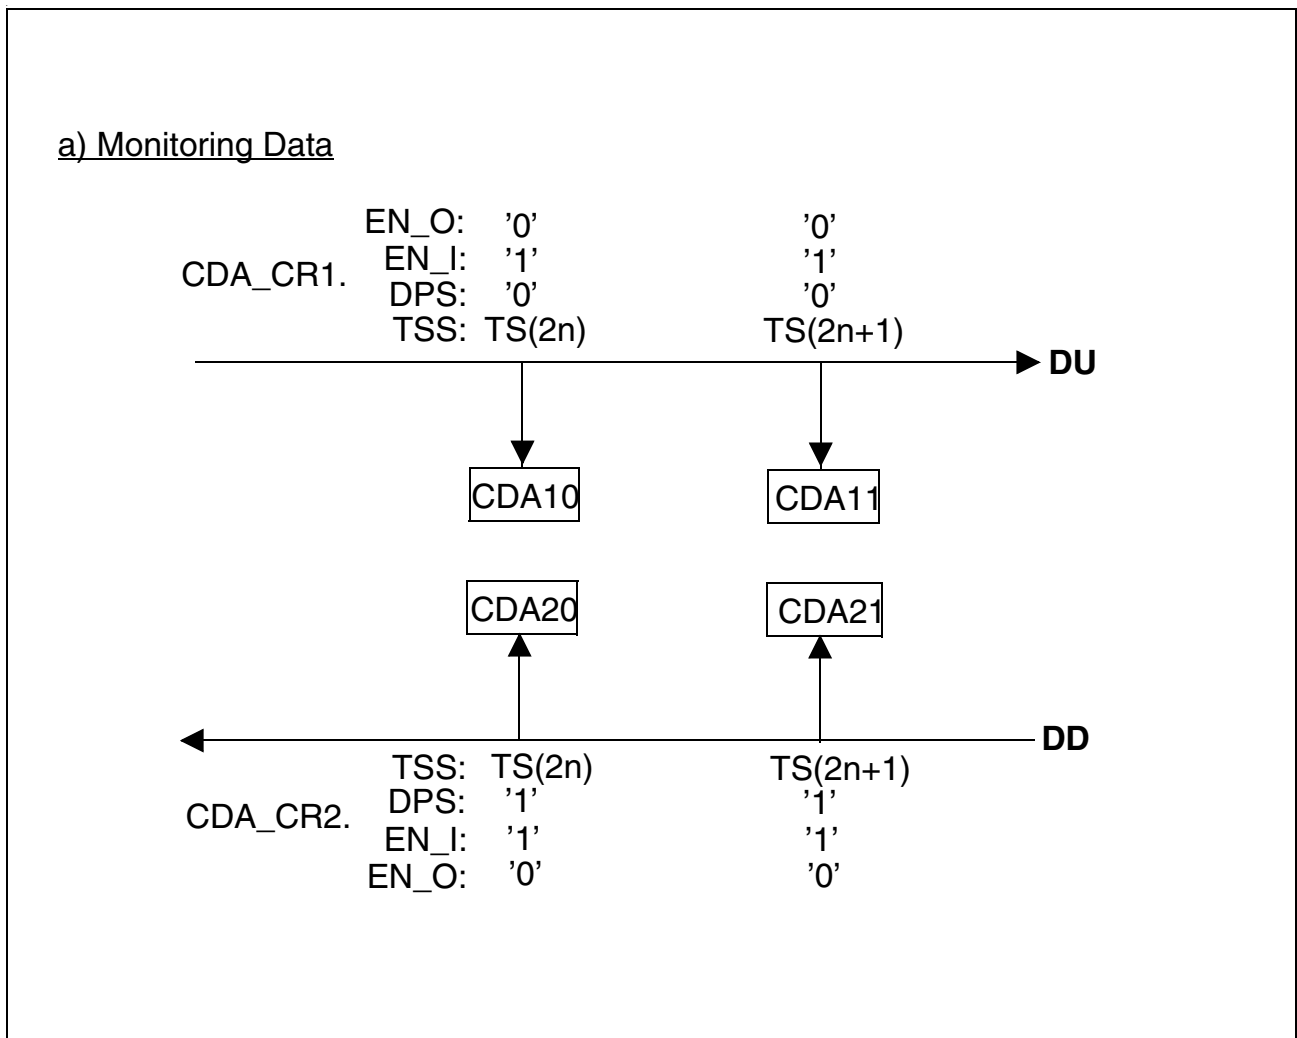 a) Monitoring Data
EN_O: '0' '0'
EN_I: '1' '1'
CDA_CR1.
DPS: '0' '0'
TSS: TS(2n) TS(2n+1)
DU
CDA10 CDA11
CDA20 CDA21
DD
TSS: TS(2n) TS(2n+1)
DPS: '1' '1'
CDA_CR2.
EN_I: '1' '1'
EN_O: '0' '0'